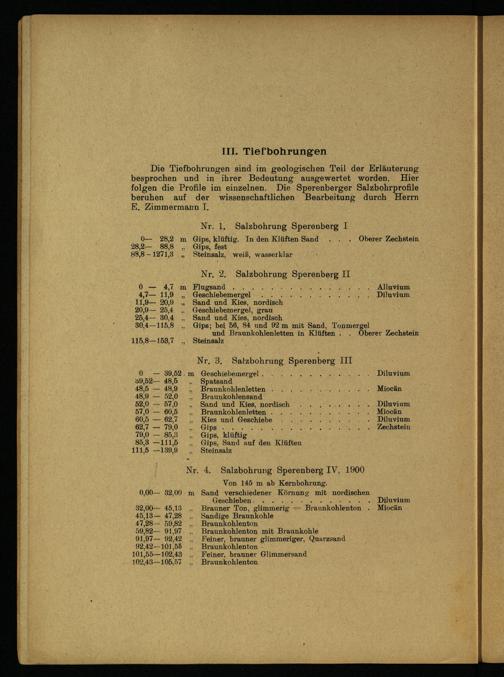 III. Tiefbohrungen
Die Tiefbohrungen sind im geologischen Teil der Erläuterung
besprochen und in ihrer Bedeutung ausgewertet worden. Hier
folgen die Profile im einzelnen. Die Sperenberger Salzbohrprofile
beruhen auf der wissenschaftlichen Bearbeitung durch Herrn
E. Zimmermann I.
Nr. 1. Salzbohrung Sperenberg I
0— 28,2 m Gips, klüftig. In den Klüften Sand . . . Oberer Zechstein
28,2— 88,8 „ Gips, fest
88,8 – 1271,3 „ Steinsalz, weiß, wasserklar
Nr. 2. Salzbohrung Sperenberg II
0 — 4,7 m Flugsand . . . . . . . . . . . . . . . Alluvium
4,7— 11,9 „ Geschiebemergel . . . . . . . . . . . . Diluvium
11,9— 20,9 „ Sand und Kies, nordisch
20,9— 25,4 „ Geschiebemergel, grau
25,4— 30,4 „ Sand und Kies, nordisch
30,4—115,8 „ Gips; bei 56, 84 und 92 m mit Sand, Tonmergel
und Braunkohlenletten in Klüften . . Oberer Zechstein
115,8—153,7 „ Steinsalz
Nr. 3. Salzbohrung Sperenberg III
0 — 39,52 m Geschiebemergel . . . . . . . . . . . . Diluvium
39,52— 48,5 „ Spatsand
48,5 — 48,9 „ Braunkohlenletten . . . . . . . . . . . Miocän
48,9 — 52,0 „ Braunkohlensand
52,0 — 57,0 „ Sand und Kies, nordisch . . . . . . . . Diluvium
57,0 — 60,5 „ Braunkohlenletten . . . . . . . . . . . Miocän
60,5 — 62,7 „ Kies und Geschiebe . . . . . . . . . . Diluvium
62,7 — 79,0 „ Gips . . . . . . . . . . . . . . . . Zechstein
79,0 — 85,3 „ Gips, klüftig
85,3 —111,5 „ Gips, Sand auf den Klüften
111,5 —139,9 „ Steinsalz
Nr. 4. Salzbohrung Sperenberg IV, 1900
Von 145 m ab Kernbohrung.
0,00— 32,00 m Sand verschiedener Körnung mit nordischen
Geschieben . . . . . . . . . . . . Diluvium
32,00— 45,13 „ Brauner Ton, glimmerig = Braunkohlenton . Miocän
45,13— 47,28 „ Sandige Braunkohle
47,28— 59,82 „ Braunkohlenton
59,82— 91,97 „ Braunkohlenton mit Braunkohle
91,97— 92,42 „ Feiner, brauner glimmeriger, Quarzsand
92,42—101,55 „ Braunkohlenton
101,55—102,43 „ Feiner, brauner Glimmersand
102,43—105,57 „ Braunkohlenton